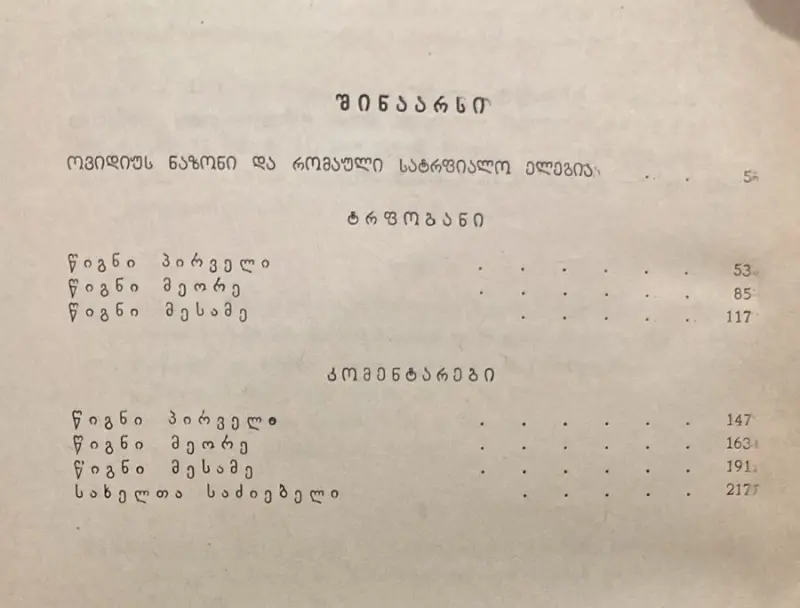 შინაარსი
ოვიდიუს ნაზონი და რომაული სატრფიალო ელეგია . . 5
ტრფობანი
წიგნი პირველი . . . . . . 53
წიგნი მეორე . . . . . . 85
წიგნი მესამე . . . . . 117
კომენტარები
წიგნი პირველი . . . . . . 147
წიგნი მეორე . . . . . . 163
წიგნი მესამე . . . . . . 191
სახელთა საძიებელი . . . . . 217